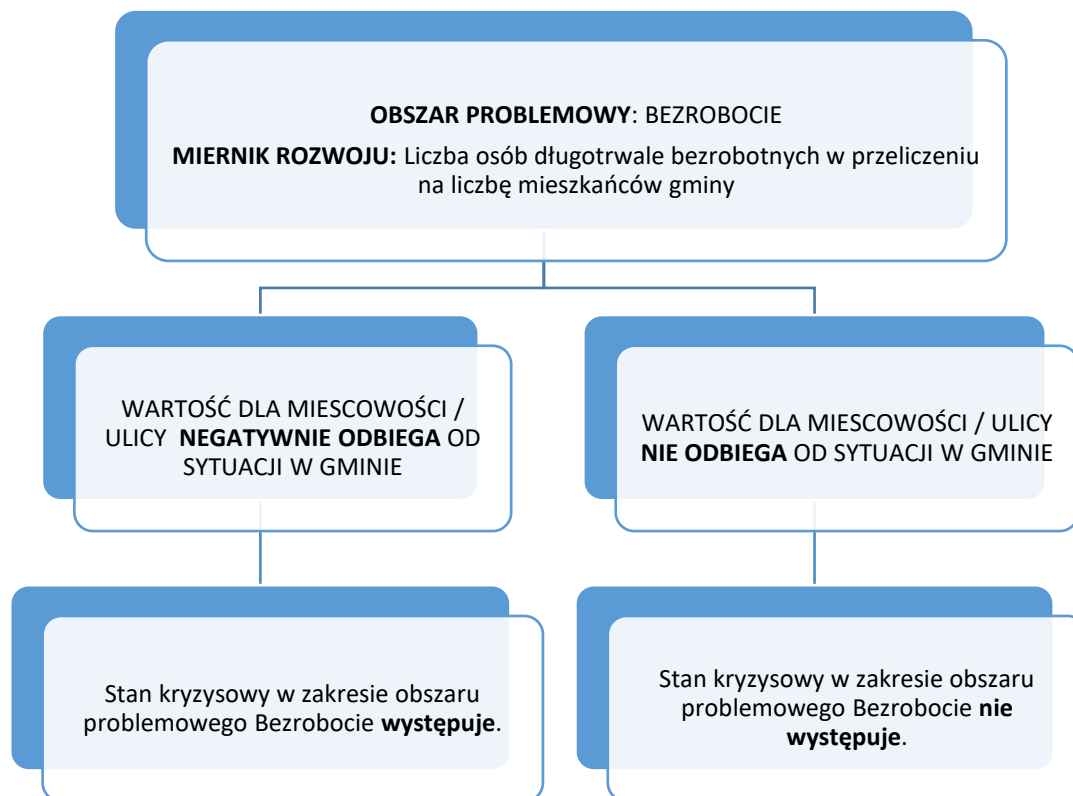 OBSZAR PROBLEMOWY: BEZROBOCIE
MIERNIK ROZWOJU: Liczba osób długotrwale bezrobotnych w przeliczeniu
na liczbę mieszkańców gminy
WARTOŚĆ DLA MIESCOWOŚCI /
ULICY NEGATYWNIE ODBIEGA OD
SYTUACJI W GMINIE
WARTOŚĆ DLA MIESCOWOŚCI / ULICY
NIE ODBIEGA OD SYTUACJI W GMINIE
Stan kryzysowy w zakresie obszaru
problemowego Bezrobocie występuje.
Stan kryzysowy w zakresie obszaru
problemowego Bezrobocie nie
występuje.